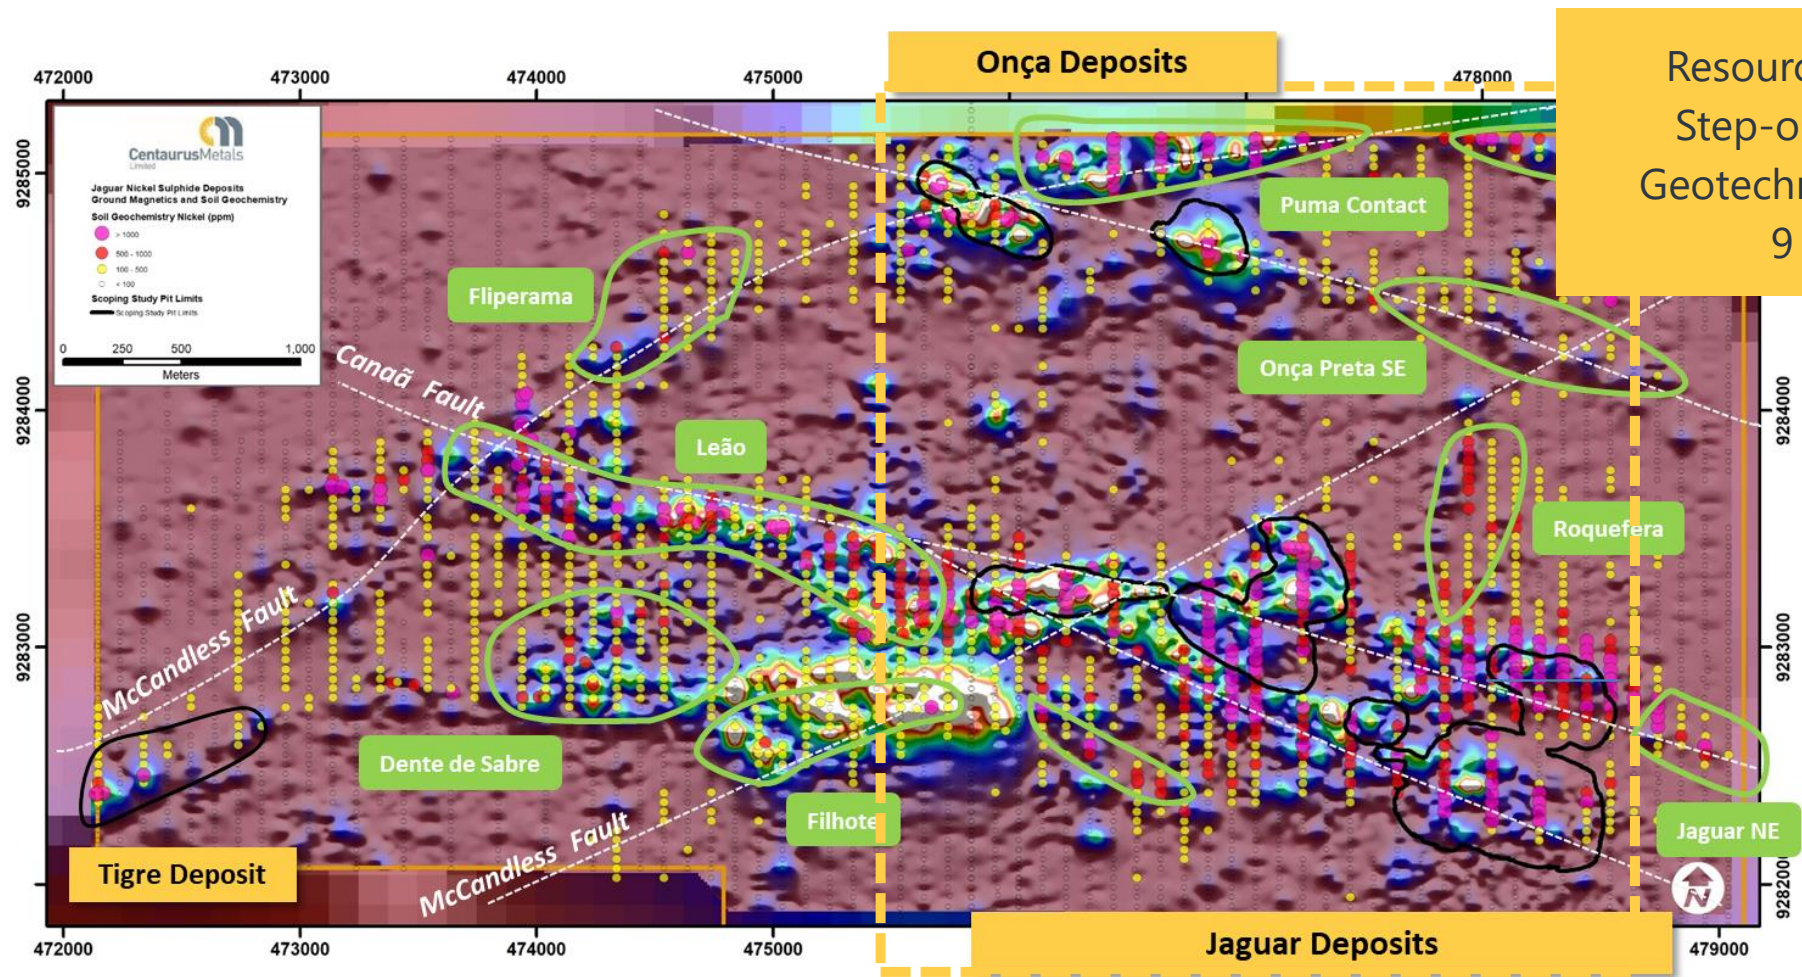 Onça Deposits
Resourc
Step-o
Geotechn
9
472000
473000
474000
475000
478000
CentaurusMetals
Limited
Jaguar Nickel Sulphide Deposits
Ground Magnetics and Soil Geochemistry
Soil Geochemistry Nickel (ppm)
> 1000
500 - 1000
100 - 500
< 100
Scoping Study Pit Limits
Scoping Study Pit Limits
0 250 500 1,000
Meters
9285000
9284000
9283000
9284000
9283000
9282000
Puma Contact
Fliperama
Onça Preta SE
Canaã Fault
Leão
Roquefera
McCandless Fault
Dente de Sabre
Filhote
Jaguar NE
McCandless Fault
Tigre Deposit
N
Jaguar Deposits
472000
473000
474000
475000
479000